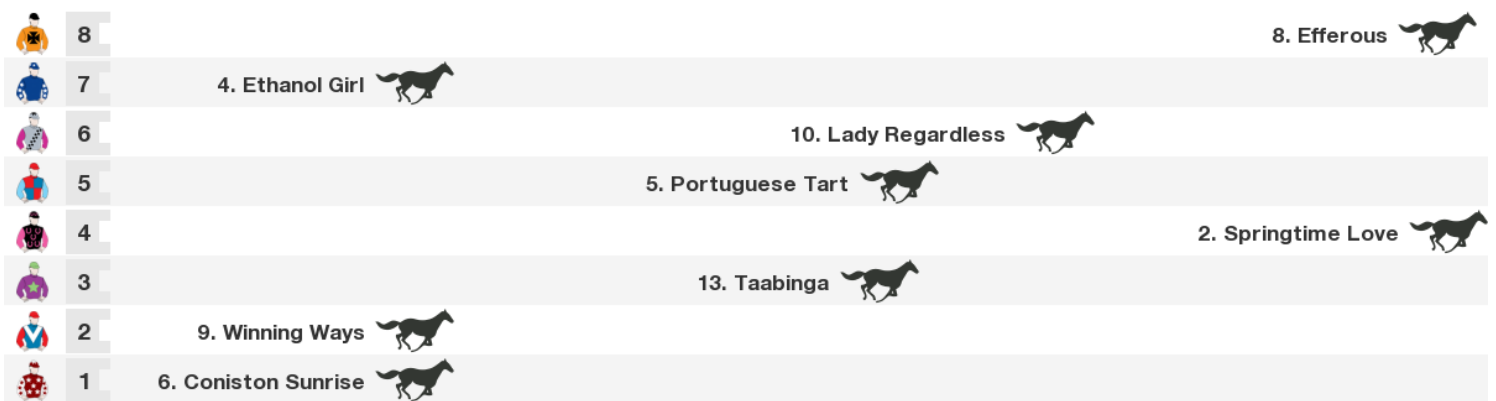 8 8. Efferous
7 4. Ethanol Girl
6 10. Lady Regardless
5 5. Portuguese Tart
4 2. Springtime Love
3 13. Taabinga
2 9. Winning Ways
1 6. Coniston Sunrise